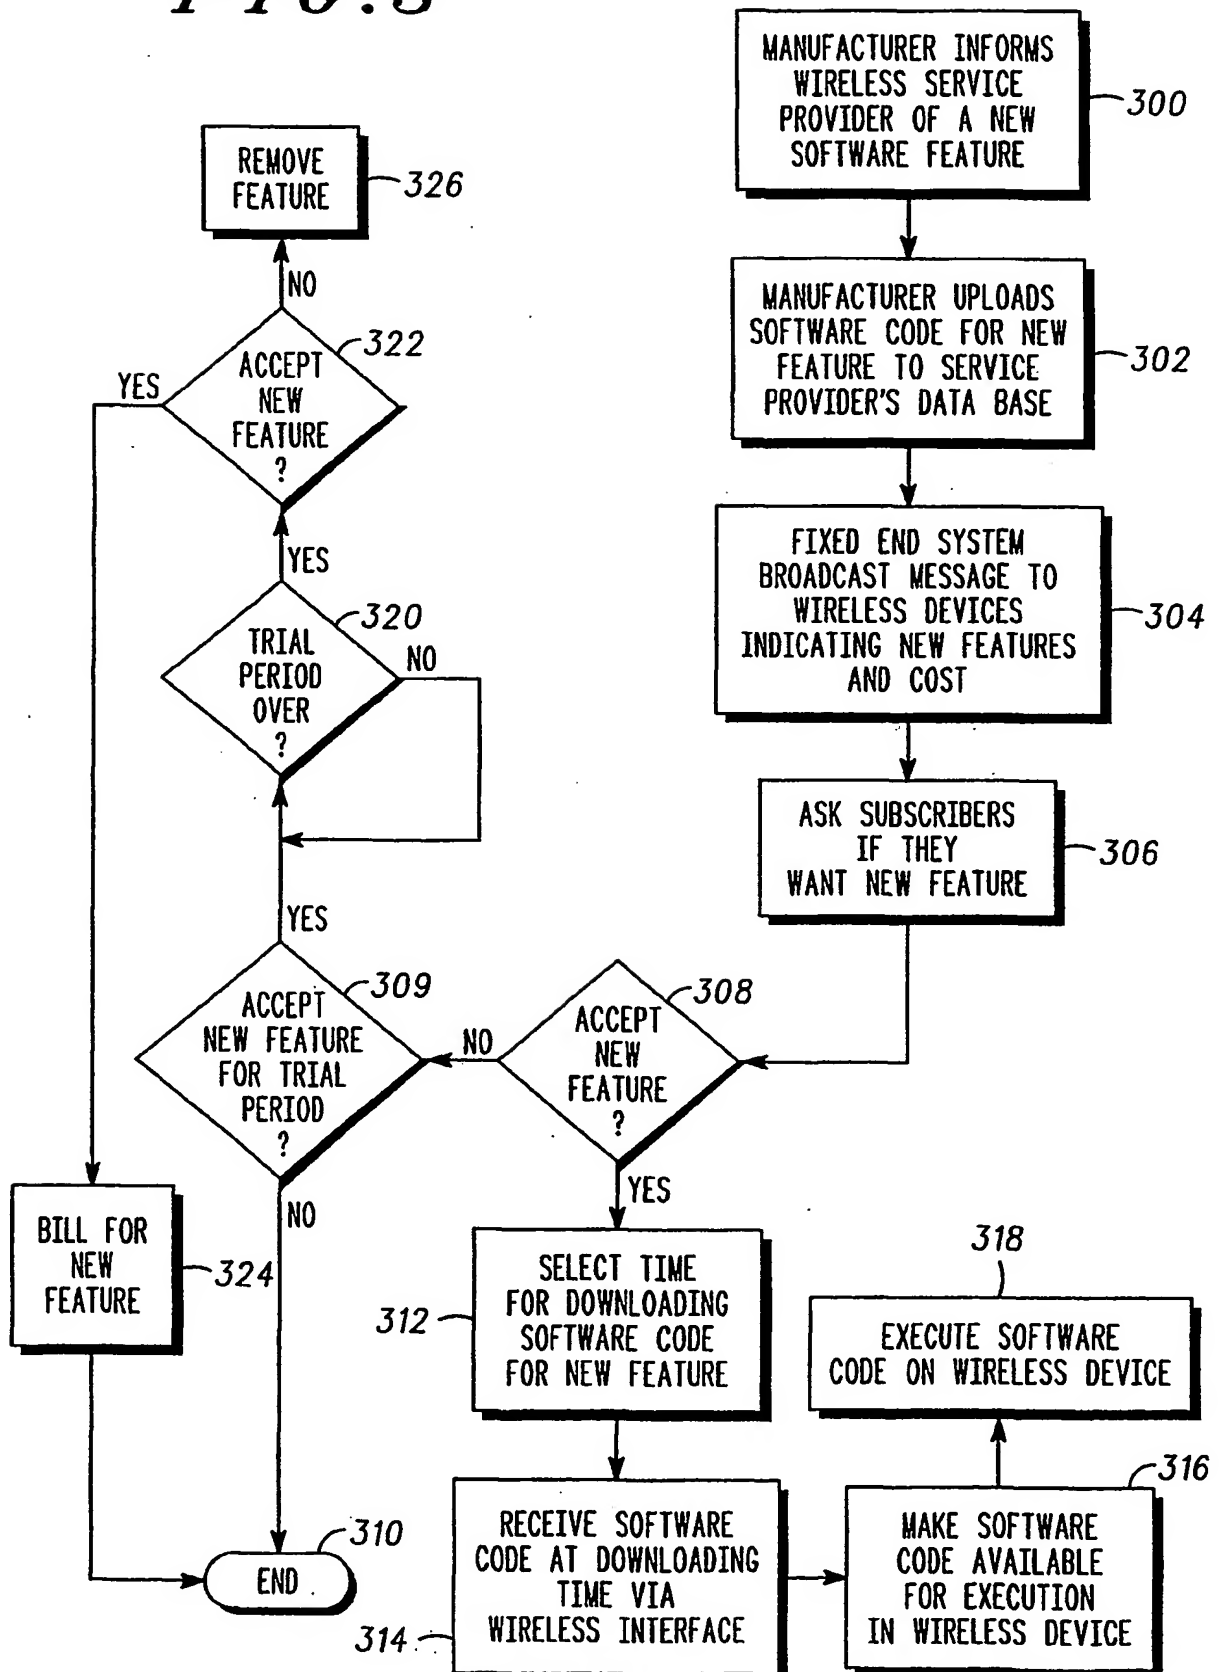 MANUFACTURER INFORMS
WIRELESS SERVICE
PROVIDER OF A NEW
SOFTWARE FEATURE
300
MANUFACTURER UPLOADS
SOFTWARE CODE FOR NEW
FEATURE TO SERVICE
PROVIDER'S DATA BASE
302
FIXED END SYSTEM
BROADCAST MESSAGE TO
WIRELESS DEVICES
INDICATING NEW FEATURES
AND COST
304
ASK SUBSCRIBERS
IF THEY
WANT NEW FEATURE
306
ACCEPT
NEW
FEATURE
?
308
NO
YES
ACCEPT
NEW FEATURE
FOR TRIAL
PERIOD
?
309
YES
NO
TRIAL
PERIOD
OVER
?
320
NO
YES
ACCEPT
NEW
FEATURE
?
322
YES
NO
REMOVE
FEATURE
326
BILL FOR
NEW
FEATURE
324
END
310
SELECT TIME
FOR DOWNLOADING
SOFTWARE CODE
FOR NEW FEATURE
312
RECEIVE SOFTWARE
CODE AT DOWNLOADING
TIME VIA
WIRELESS INTERFACE
314
MAKE SOFTWARE
CODE AVAILABLE
FOR EXECUTION
IN WIRELESS DEVICE
316
EXECUTE SOFTWARE
CODE ON WIRELESS DEVICE
318